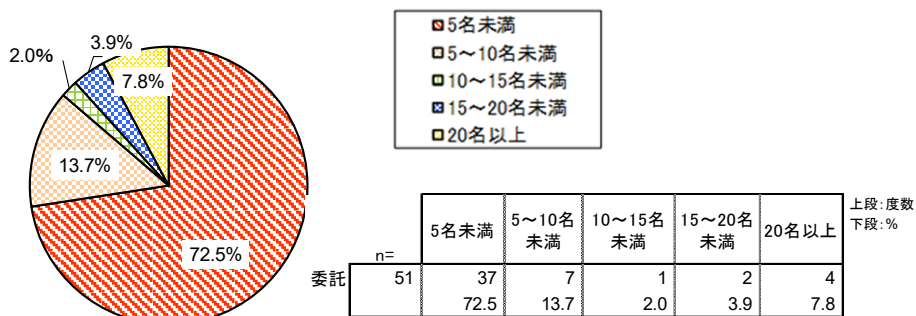 3.9%
2.0%
7.8%
13.7%
72.5%
5名未満
5～10名未満
10～15名未満
15～20名未満
20名以上
上段:度数
下段:%
n= 5名未満 5～10名未満 10～15名未満 15～20名未満 20名以上
委託 51 37 7 1 2 4
72.5 13.7 2.0 3.9 7.8